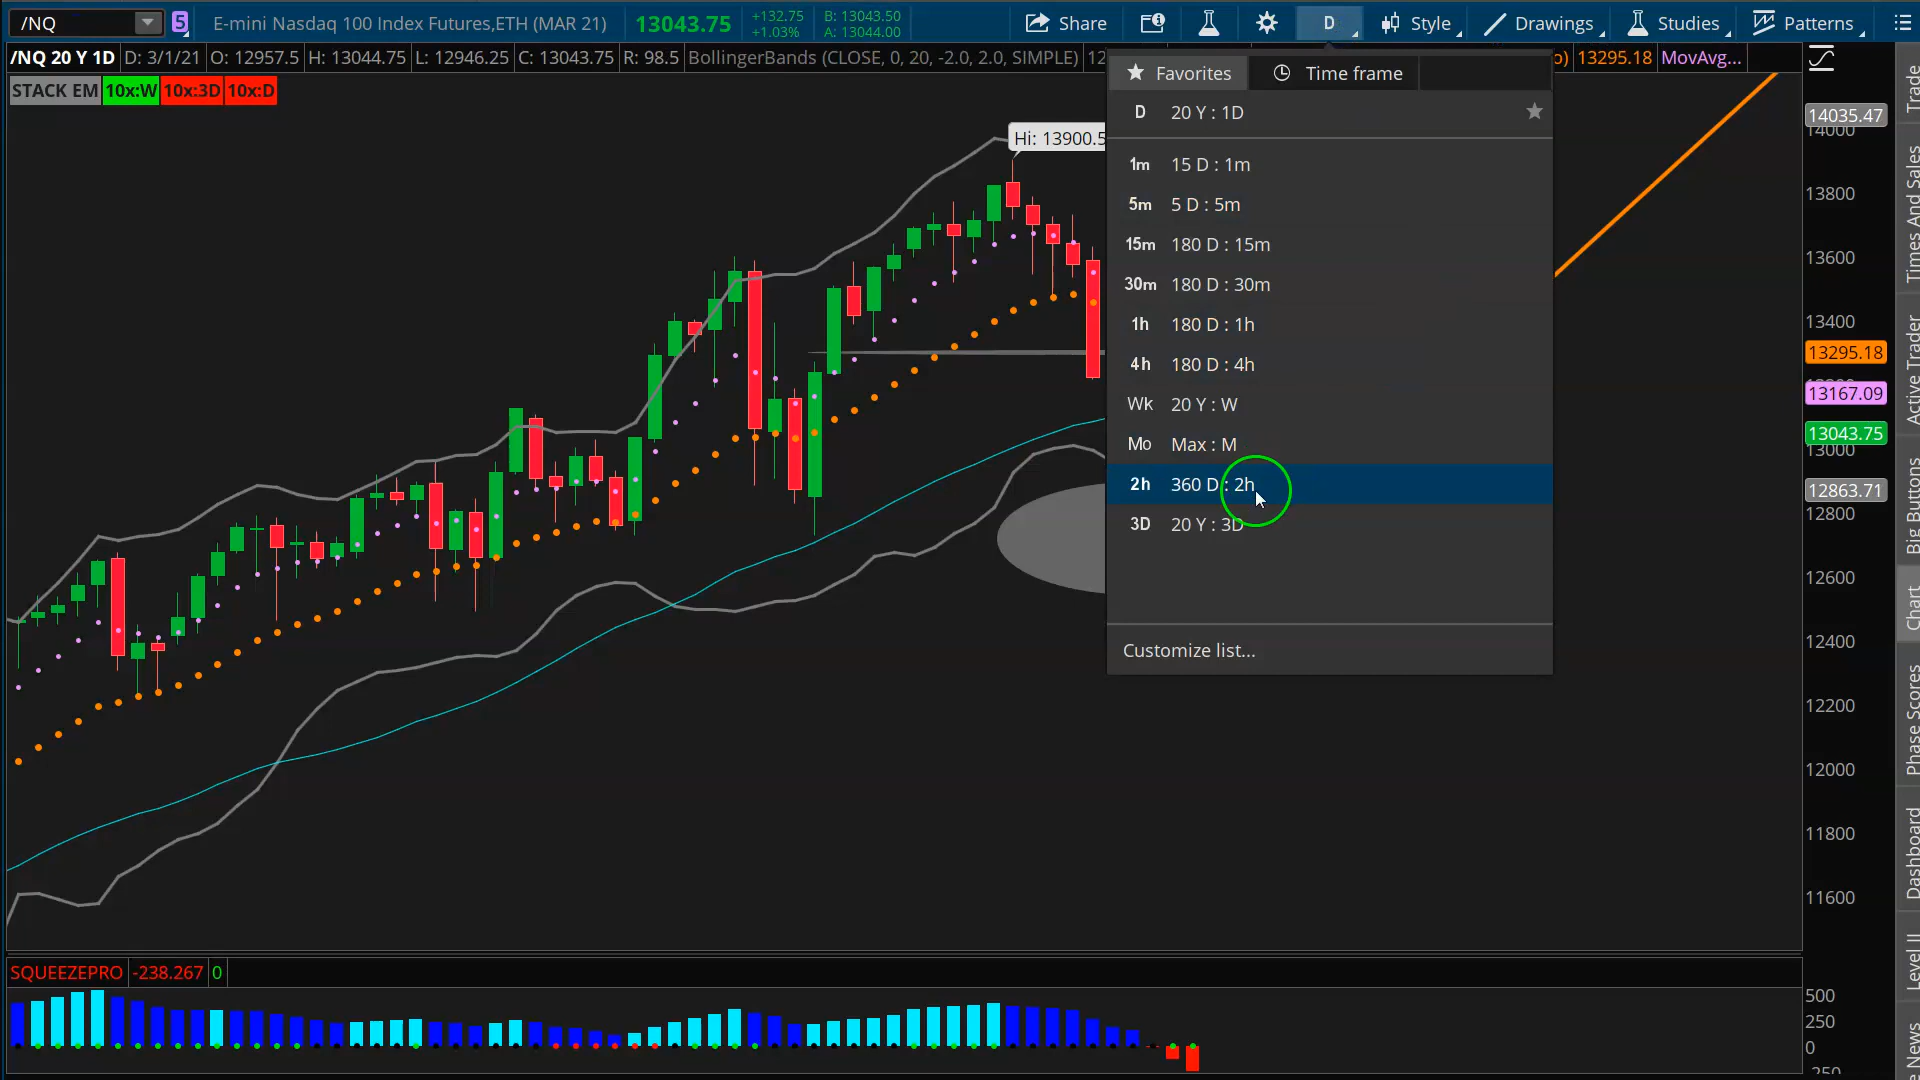 /NQ 5 E-mini Nasdaq 100 Index Futures,ETH (MAR 21) 13043.75 +132.75 +1.03% B: 13043.50 A: 13044.00 Share D Style Drawings Studies Patterns
/NQ 20 Y 1D D: 3/1/21 O: 12957.5 H: 13044.75 L: 12946.25 C: 13043.75 R: 98.5 BollingerBands (CLOSE, 0, 20, -2.0, 2.0, SIMPLE) 12 13295.18 MovAvg...
STACK EM 10x:W 10x:3D 10x:D
Hi: 13900.5
Favorites Time frame
D 20 Y : 1D
1m 15 D : 1m
5m 5 D : 5m
15m 180 D : 15m
30m 180 D : 30m
1h 180 D : 1h
4h 180 D : 4h
Wk 20 Y : W
Mo Max : M
2h 360 D : 2h
3D 20 Y : 3D
Customize list...
14035.47
14000
13800
13600
13400
13295.18
13167.09
13043.75
13000
12863.71
12800
12600
12400
12200
12000
11800
11600
SQUEEZEPRO -238.267 0
500
250
0
-250
Trade
Times And Sales
Active Trader
Big Buttons
Chart
Phase Scores
Dashboard
Level II
News